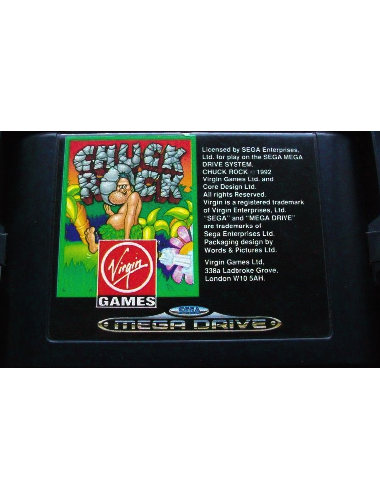 CHUCK
ROCK
Licensed by SEGA Enterprises,
Ltd. for play on the SEGA MEGA
DRIVE SYSTEM.
CHUCK ROCK © 1992
Virgin Games Ltd. and
Core Design Ltd.
All rights Reserved.
Virgin is a registered trademark
of Virgin Enterprises, Ltd.
"SEGA" and "MEGA DRIVE"
are trademarks of
Sega Enterprises Ltd.
Packaging design by
Words & Pictures Ltd.
Virgin Games Ltd,
338a Ladbroke Grove,
London W10 5AH.
Virgin
GAMES
SEGA
MEGA DRIVE